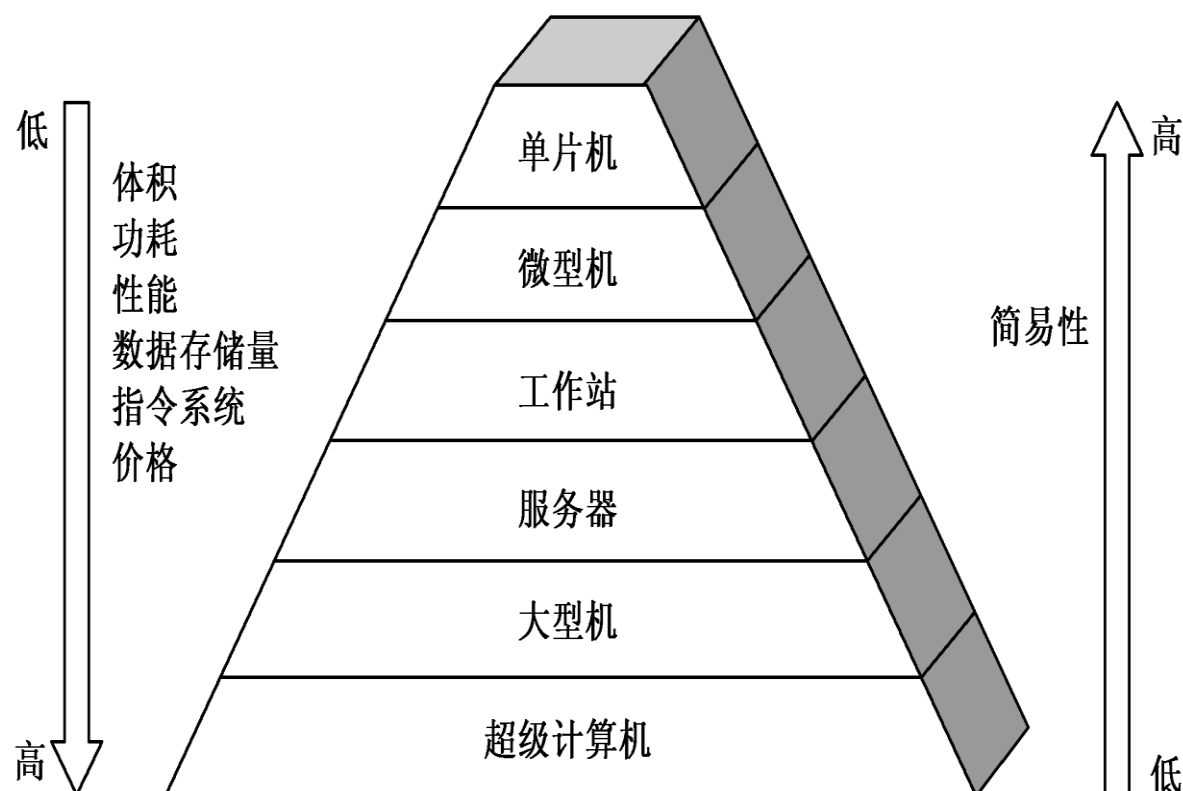 低
体积
功耗
性能
数据存储量
指令系统
价格
高
单片机
微型机
工作站
服务器
大型机
超级计算机
高
简易性
低